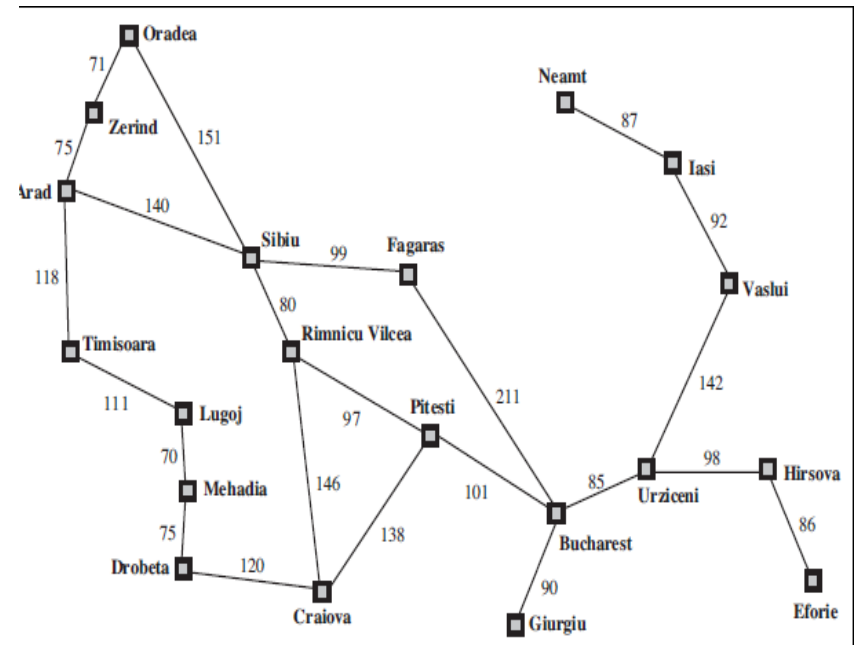 Oradea
71
Neamt
87
Zerind
151
75
Iasi
Arad
140
92
Sibiu
99
Fagaras
118
80
Vaslui
Timisoara
Rimnicu Vilcea
142
111
211
Lugoj
97
Pitesti
70
98
Hirsova
146
101
85
Urziceni
Mehadia
75
138
Bucharest
86
Drobeta
120
90
Craiova
Giurgiu
Eforie